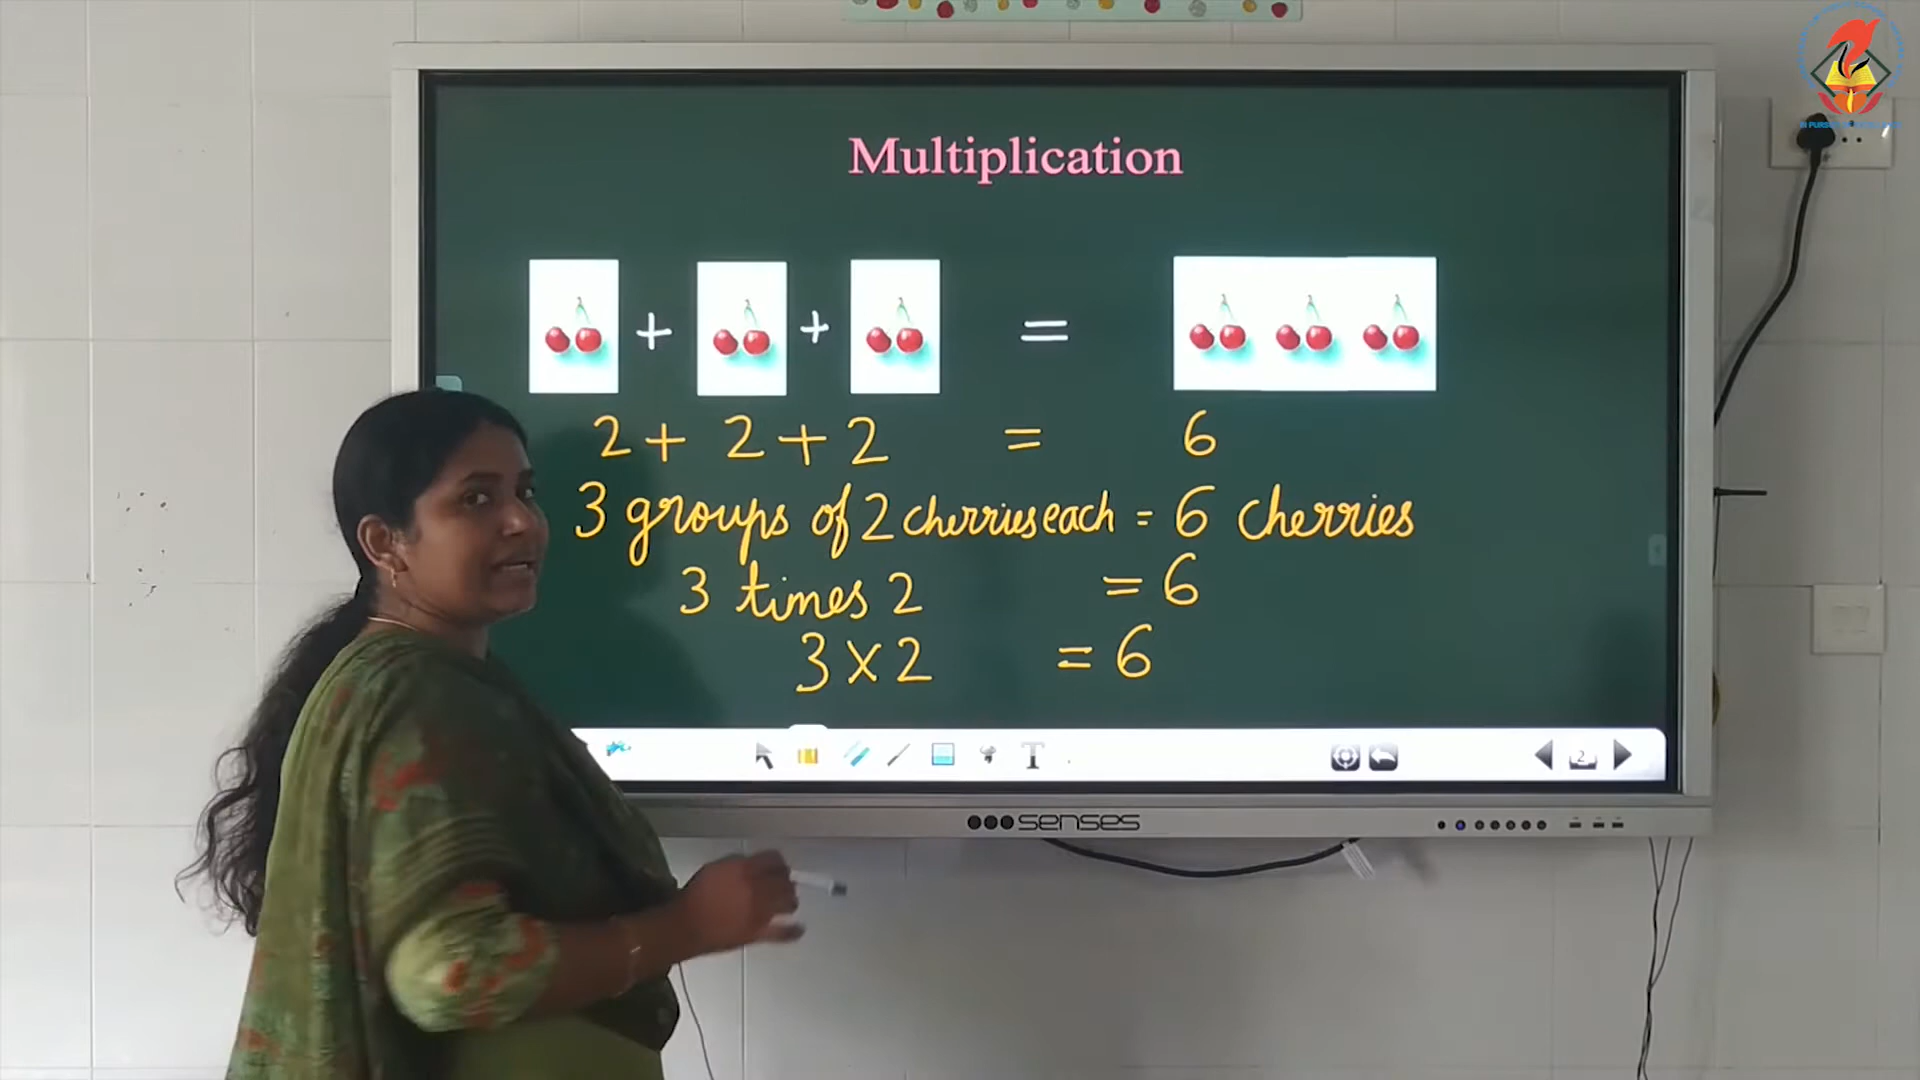 Multiplication
+ + =
2 + 2 + 2 = 6
3 groups of 2 cherries each = 6 cherries
3 times 2 = 6
3 × 2 = 6
T
2
senses